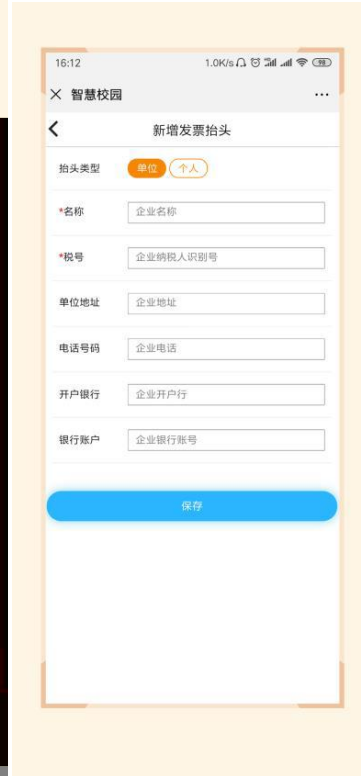 16:12 1.0K/s 98
× 智慧校园 ...
新增发票抬头
抬头类型 单位 个人
*名称 企业名称
*税号 企业纳税人识别号
单位地址 企业地址
电话号码 企业电话
开户银行 企业开户行
银行账户 企业银行账号
保存